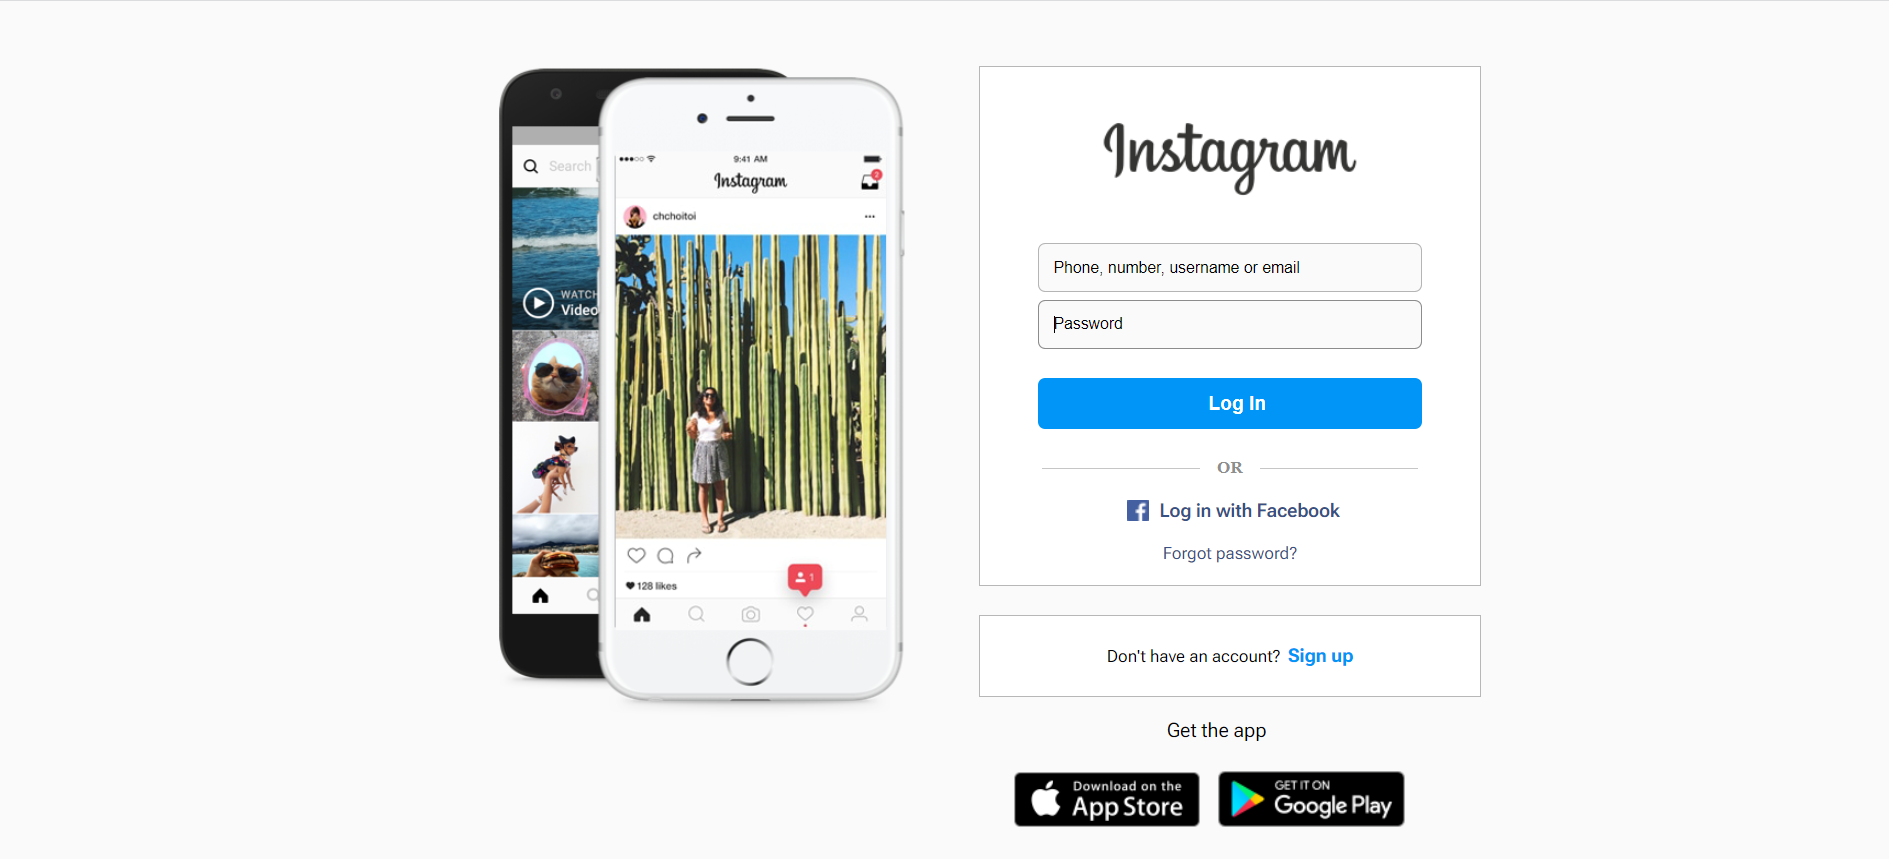 Search
WATCH
Video
9:41 AM
Instagram
2
chchoitoi
128 likes
1
Instagram
Phone, number, username or email
Password
Log In
OR
Log in with Facebook
Forgot password?
Don't have an account? Sign up
Get the app
Download on the
App Store
GET IT ON
Google Play